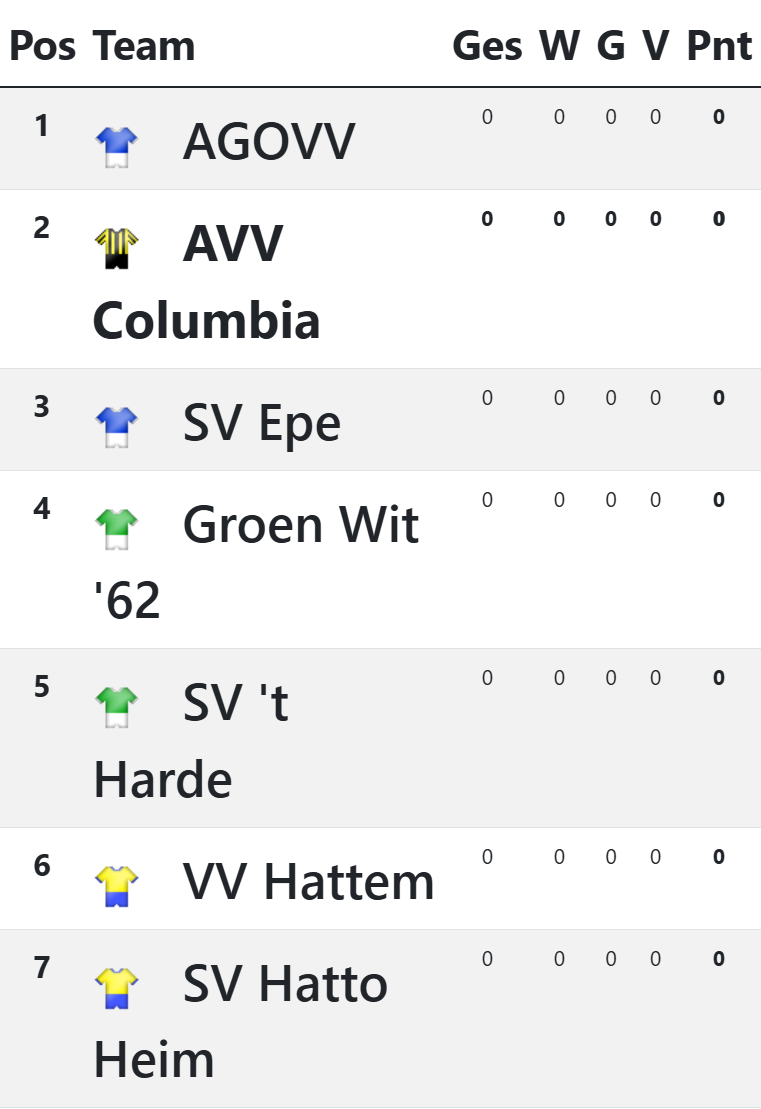 Pos Team Ges W G V Pnt
1 AGOVV 0 0 0 0 0
2 AVV 0 0 0 0 0
Columbia
3 SV Epe 0 0 0 0 0
4 Groen Wit 0 0 0 0 0
'62
5 SV 't 0 0 0 0 0
Harde
6 VV Hattem 0 0 0 0 0
7 SV Hatto 0 0 0 0 0
Heim